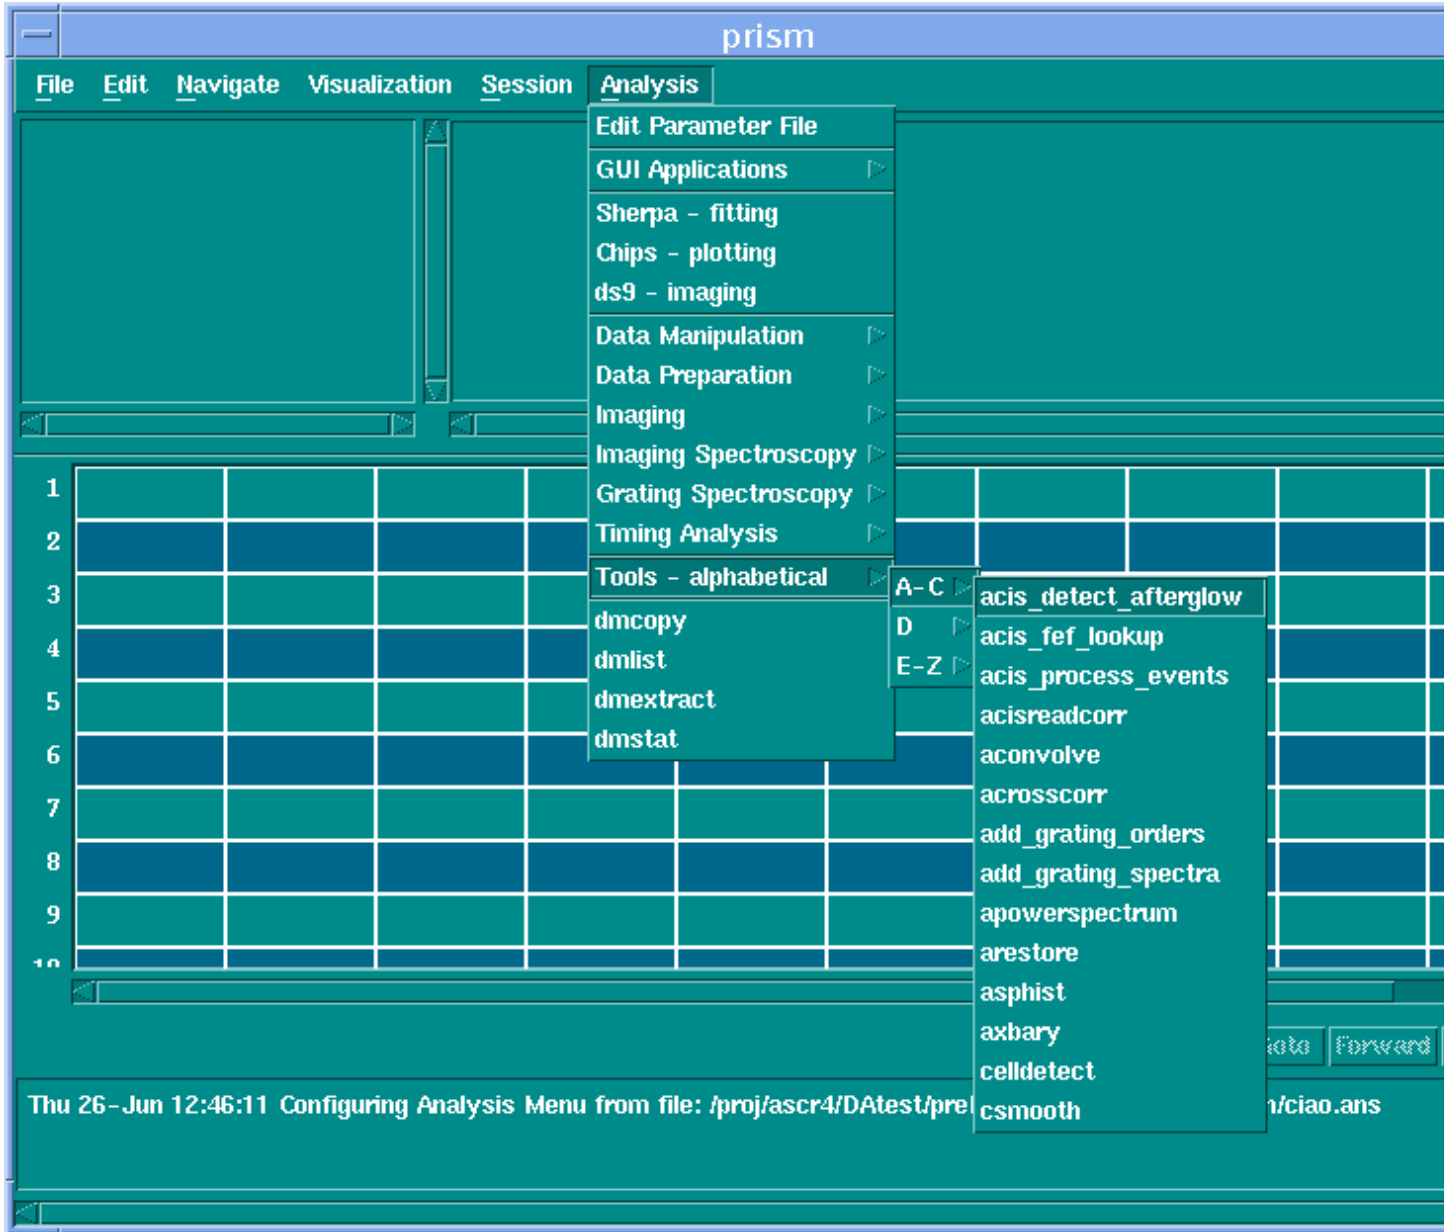 prism
File Edit Navigate Visualization Session Analysis
Edit Parameter File
GUI Applications
Sherpa - fitting
Chips - plotting
ds9 - imaging
Data Manipulation
Data Preparation
Imaging
Imaging Spectroscopy
Grating Spectroscopy
Timing Analysis
Tools - alphabetical
dmcopy
dmlist
dmextract
dmstat
A-C
D
E-Z
acis_detect_afterglow
acis_fef_lookup
acis_process_events
acisreadcorr
aconvolve
acrosscorr
add_grating_orders
add_grating_spectra
apowerspectrum
arestore
asphist
axbary
celldetect
csmooth
1
2
3
4
5
6
7
8
9
10
Forward
Thu 26-Jun 12:46:11 Configuring Analysis Menu from file: /proj/ascr4/DAtest/prel /ciao.ans